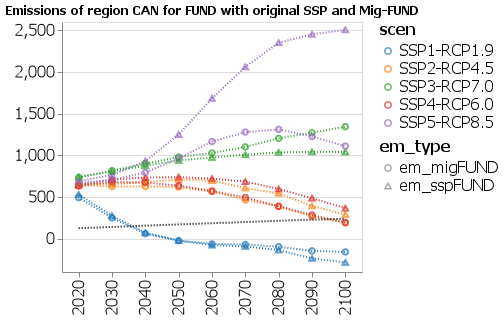 Emissions of region CAN for FUND with original SSP and Mig-FUND
2,500
2,000
1,500
1,000
500
0
2020
2030
2040
2050
2060
2070
2080
2090
2100
scen
SSP1-RCP1.9
SSP2-RCP4.5
SSP3-RCP7.0
SSP4-RCP6.0
SSP5-RCP8.5
em_type
em_migFUND
em_sspFUND